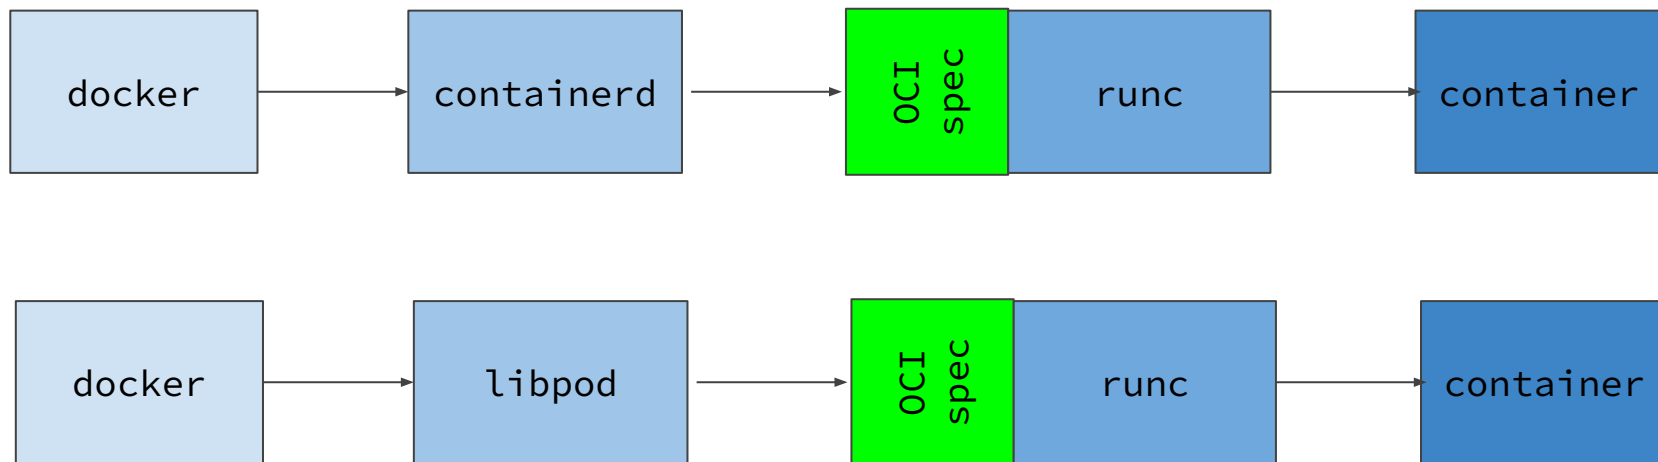 docker
containerd
OCI
spec
runc
container
docker
libpod
OCI
spec
runc
container